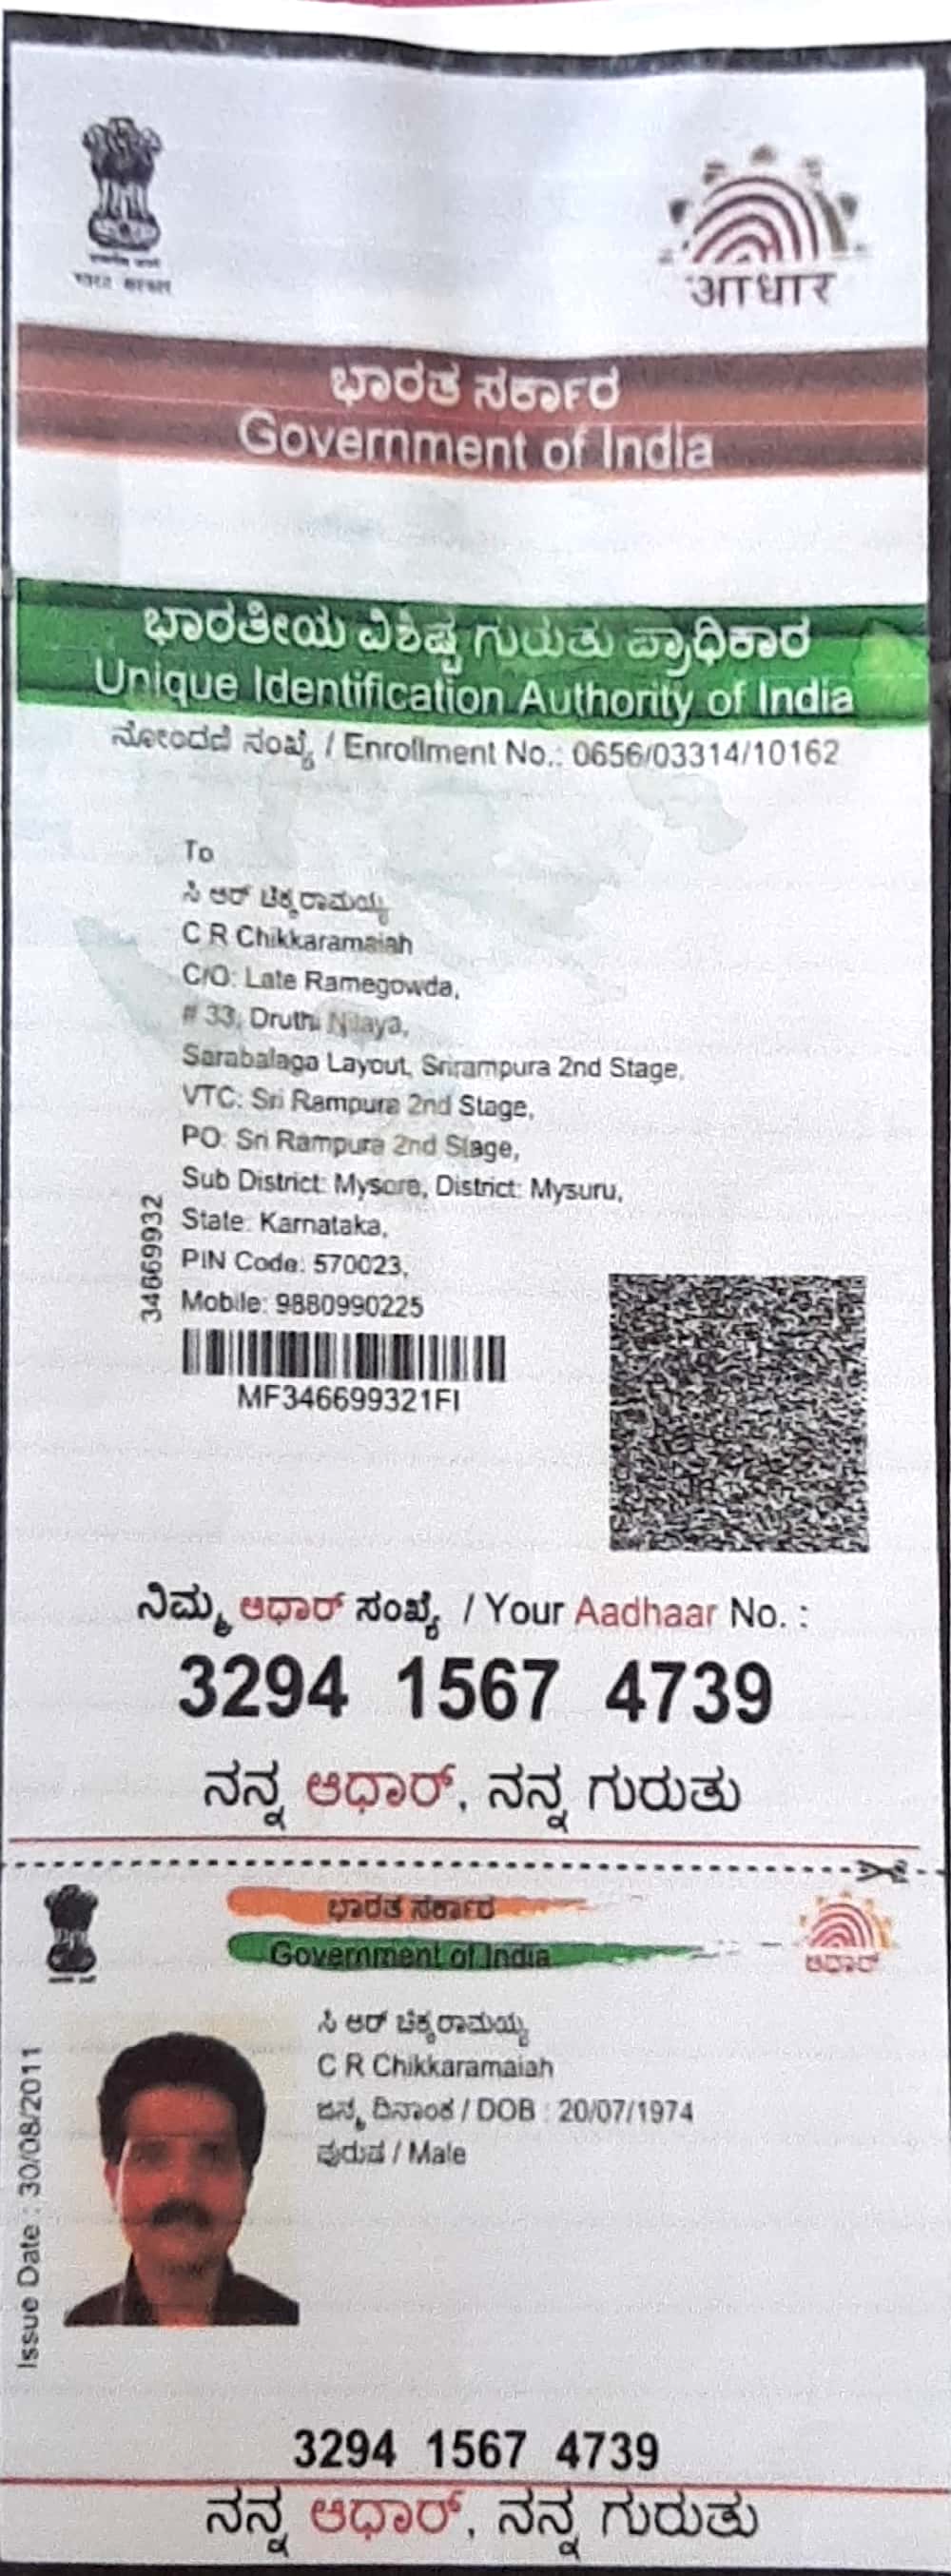 भारत सरकार
आधार
ಭಾರತ ಸರ್ಕಾರ
Government of India
ಭಾರತೀಯ ವಿಶಿಷ್ಟ ಗುರುತು ಪ್ರಾಧಿಕಾರ
Unique Identification Authority of India
ನೋಂದಣಿ ಸಂಖ್ಯೆ / Enrollment No.: 0656/03314/10162
To
ಸಿ ಆರ್ ಚಿಕ್ಕರಾಮಯ್ಯ
C R Chikkaramaiah
C/O: Late Ramegowda,
# 33, Druthi Nilaya,
Sarabalaga Layout, Srirampura 2nd Stage,
VTC: Sri Rampura 2nd Stage,
PO: Sri Rampura 2nd Stage,
Sub District: Mysore, District: Mysuru,
State: Karnataka,
PIN Code: 570023,
Mobile: 9880990225
34669932
MF346699321FI
ನಿಮ್ಮ ಆಧಾರ್ ಸಂಖ್ಯೆ / Your Aadhaar No. :
3294 1567 4739
ನನ್ನ ಆಧಾರ್, ನನ್ನ ಗುರುತು
ಭಾರತ ಸರ್ಕಾರ
Government of India
ಆಧಾರ್
ಸಿ ಆರ್ ಚಿಕ್ಕರಾಮಯ್ಯ
C R Chikkaramaiah
ಜನ್ಮ ದಿನಾಂಕ / DOB : 20/07/1974
ಪುರುಷ / Male
Issue Date : 30/08/2011
3294 1567 4739
ನನ್ನ ಆಧಾರ್, ನನ್ನ ಗುರುತು